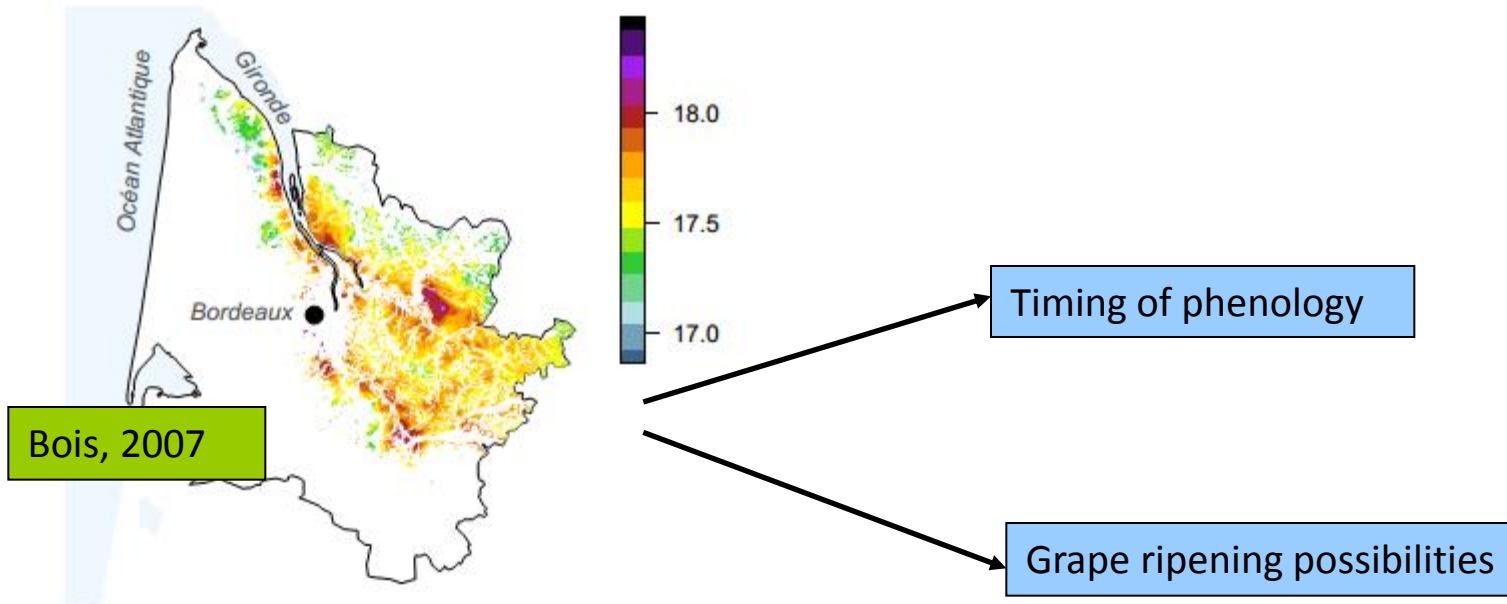 Océan Atlantique
Gironde
Bordeaux
18.0
17.5
17.0
Bois, 2007
Timing of phenology
Grape ripening possibilities